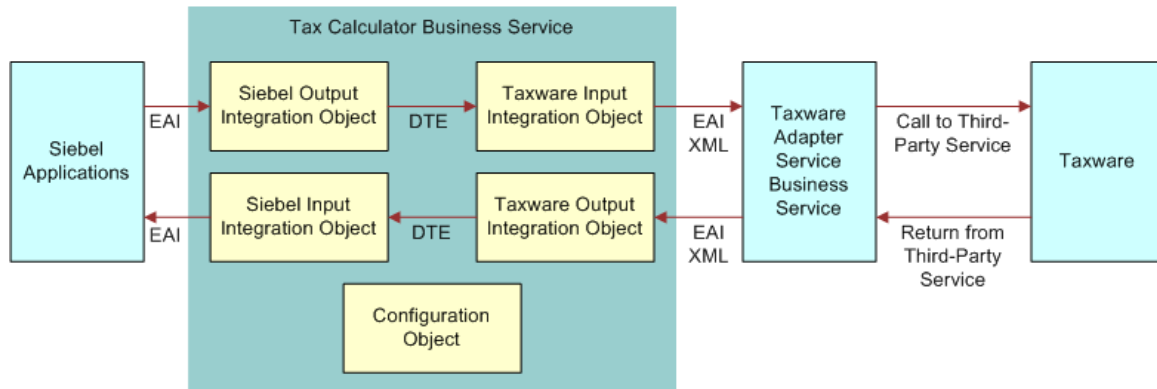 Tax Calculator Business Service
Siebel
Applications
EAI
Siebel Output
Integration Object
DTE
Taxware Input
Integration Object
EAI
XML
Taxware
Adapter
Service
Business
Service
Call to Third-
Party Service
Taxware
EAI
Siebel Input
Integration Object
DTE
Taxware Output
Integration Object
EAI
XML
Return from
Third-Party
Service
Configuration
Object